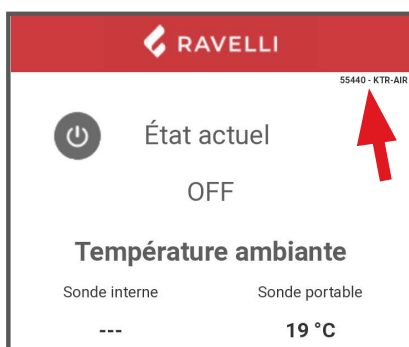 RAVELLI
55440 - KTR-AIR
État actuel
OFF
Température ambiante
Sonde interne Sonde portable
--- 19 °C